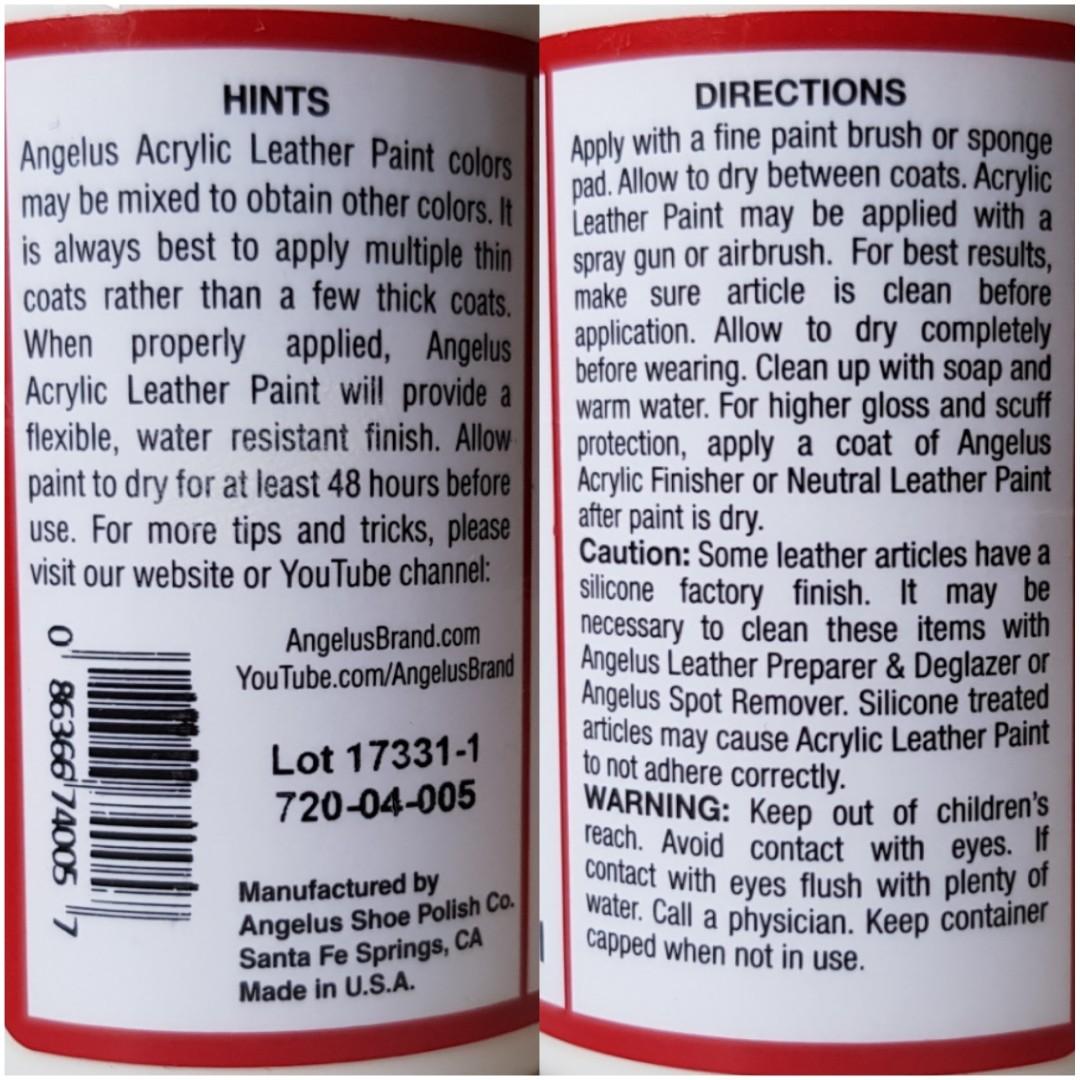 HINTS
Angelus Acrylic Leather Paint colors
may be mixed to obtain other colors. It
is always best to apply multiple thin
coats rather than a few thick coats.
When properly applied, Angelus
Acrylic Leather Paint will provide a
flexible, water resistant finish. Allow
paint to dry for at least 48 hours before
use. For more tips and tricks, please
visit our website or YouTube channel:
AngelusBrand.com
YouTube.com/AngelusBrand
0 86366 74005 7
Lot 17331-1
720-04-005
Manufactured by
Angelus Shoe Polish Co.
Santa Fe Springs, CA
Made in U.S.A.
DIRECTIONS
Apply with a fine paint brush or sponge
pad. Allow to dry between coats. Acrylic
Leather Paint may be applied with a
spray gun or airbrush. For best results,
make sure article is clean before
application. Allow to dry completely
before wearing. Clean up with soap and
warm water. For higher gloss and scuff
protection, apply a coat of Angelus
Acrylic Finisher or Neutral Leather Paint
after paint is dry.
Caution: Some leather articles have a
silicone factory finish. It may be
necessary to clean these items with
Angelus Leather Preparer & Deglazer or
Angelus Spot Remover. Silicone treated
articles may cause Acrylic Leather Paint
to not adhere correctly.
WARNING: Keep out of children's
reach. Avoid contact with eyes. If
contact with eyes flush with plenty of
water. Call a physician. Keep container
capped when not in use.